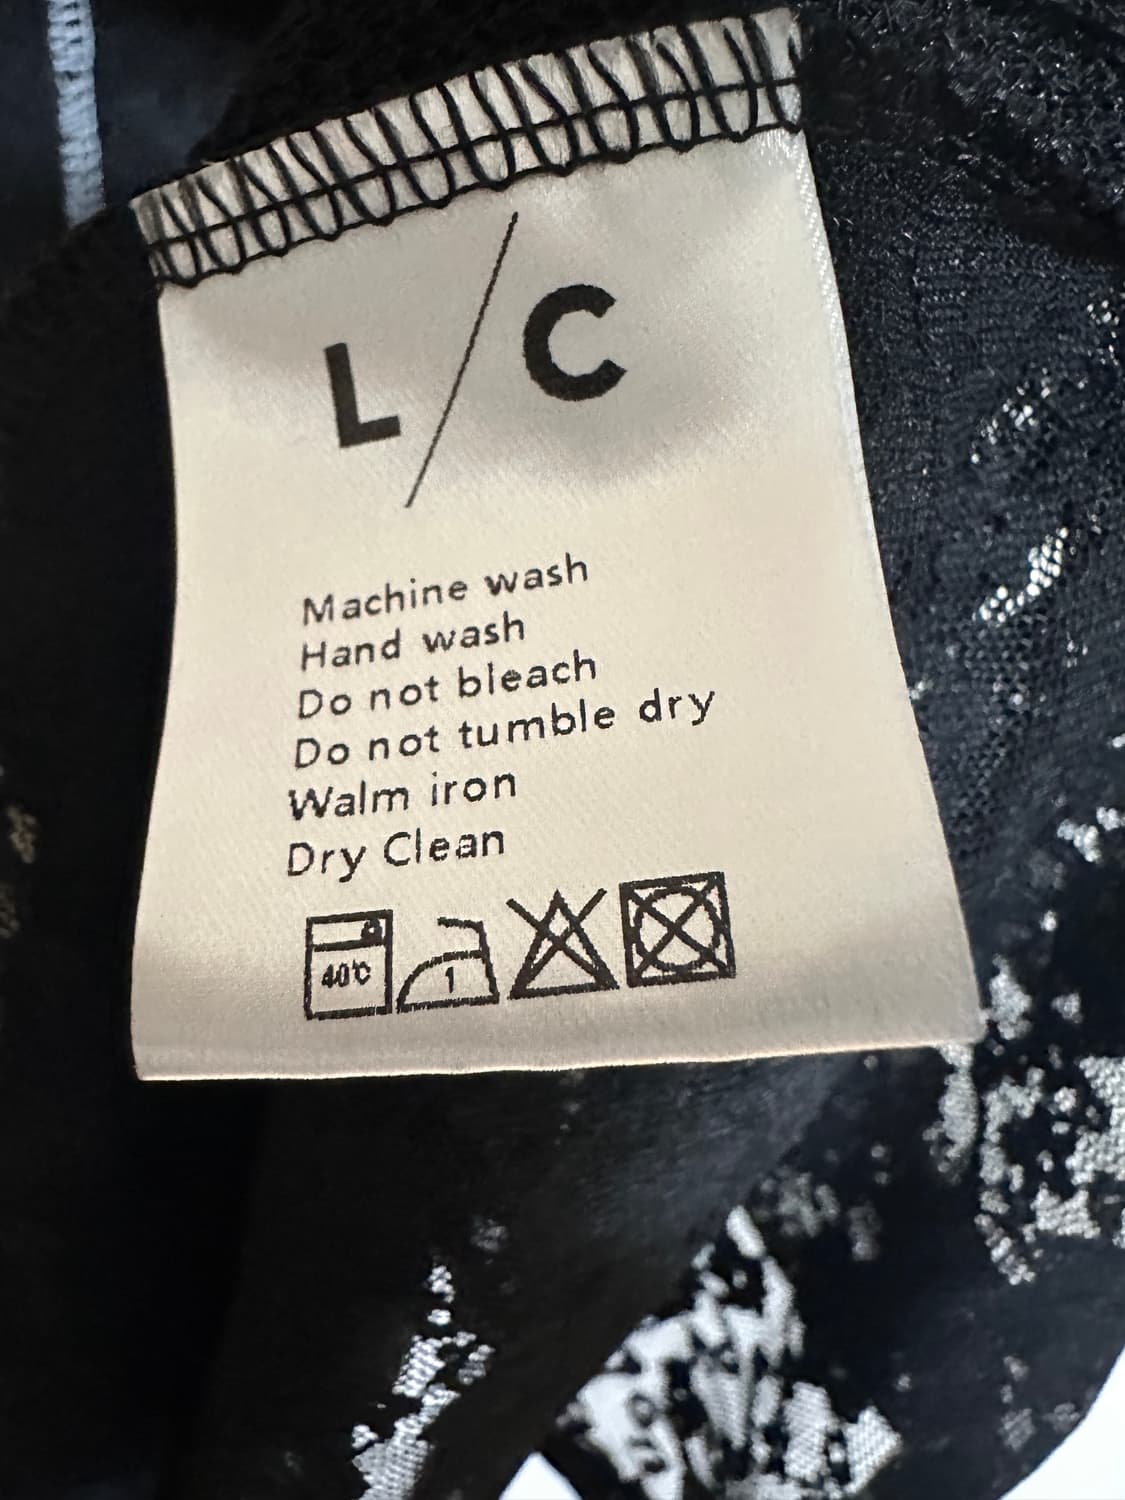 L/C
Machine wash
Hand wash
Do not bleach
Do not tumble dry
Walm iron
Dry Clean
40℃ 1